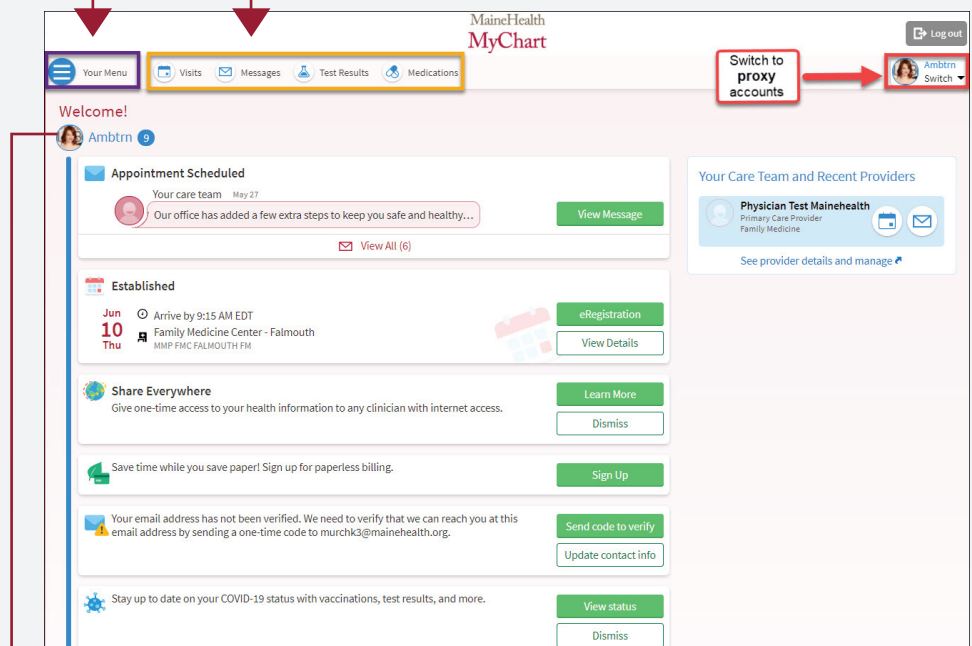 MaineHealth
MyChart
Log out
Your Menu
Visits
Messages
Test Results
Medications
Switch to
proxy
accounts
Ambtrn
Switch
Welcome!
Ambtrn 9
Appointment Scheduled
Your care team May 27
Our office has added a few extra steps to keep you safe and healthy...
View Message
View All (6)
Established
Jun
10
Thu
Arrive by 9:15 AM EDT
Family Medicine Center - Falmouth
MMP FMC FALMOUTH FM
eRegistration
View Details
Share Everywhere
Give one-time access to your health information to any clinician with internet access.
Learn More
Dismiss
Save time while you save paper! Sign up for paperless billing.
Sign Up
Your email address has not been verified. We need to verify that we can reach you at this
email address by sending a one-time code to murchk3@mainehealth.org.
Send code to verify
Update contact info
Stay up to date on your COVID-19 status with vaccinations, test results, and more.
View status
Dismiss
Your Care Team and Recent Providers
Physician Test Mainehealth
Primary Care Provider
Family Medicine
See provider details and manage